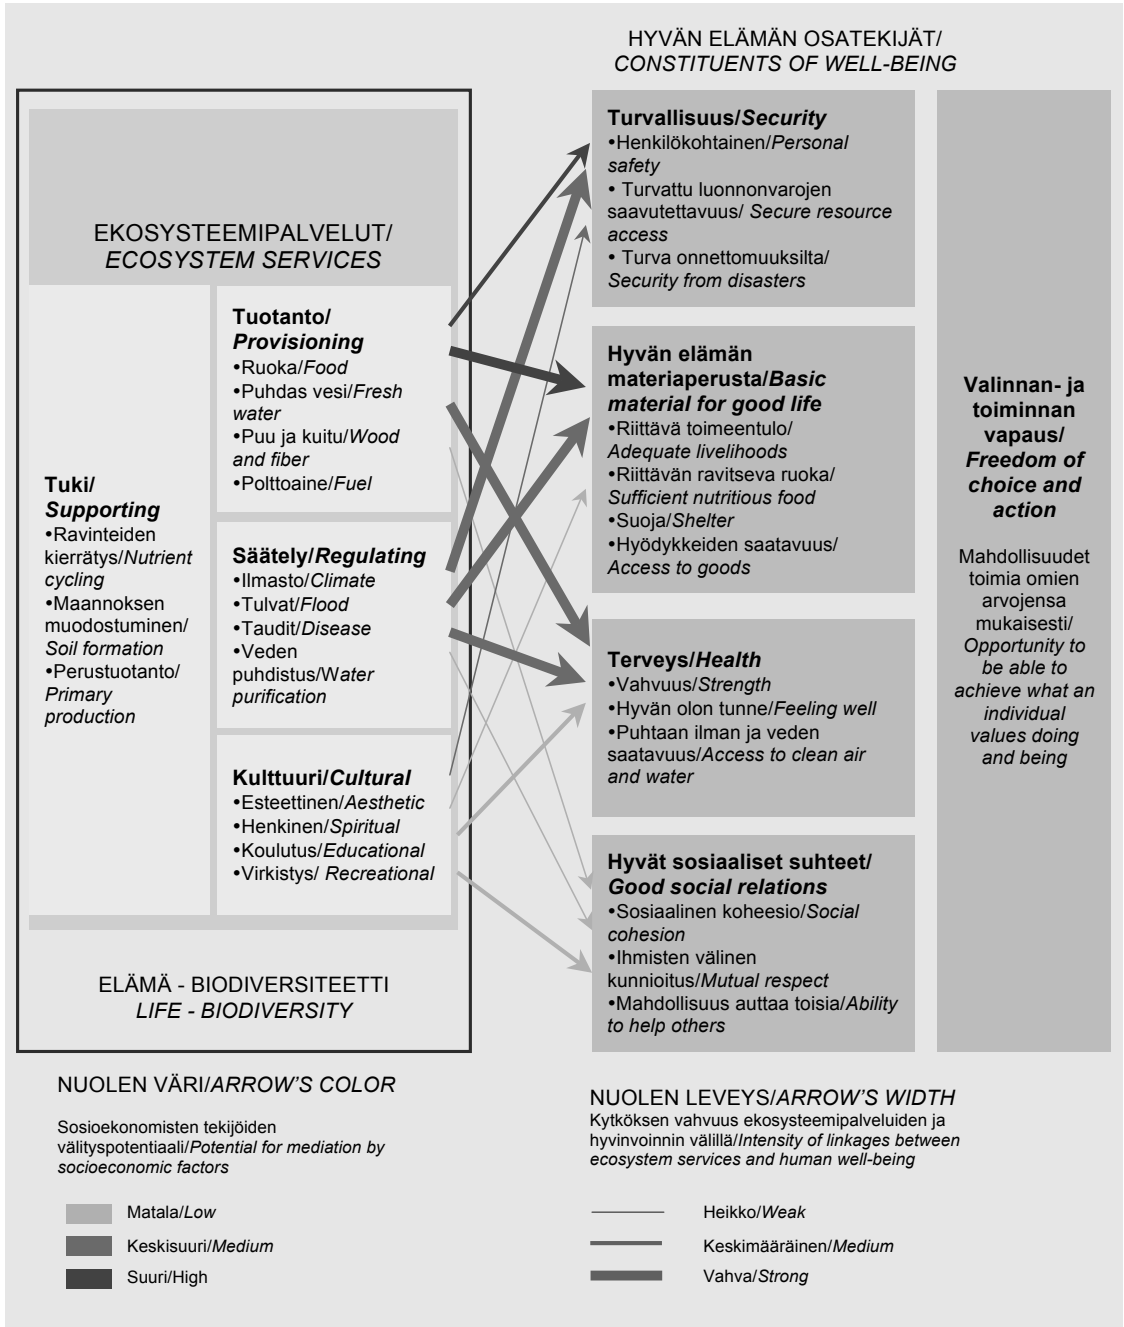 HYVÄN ELÄMÄN OSATEKIJÄT/
CONSTITUENTS OF WELL-BEING
EKOSYSTEEMIPALVELUT/
ECOSYSTEM SERVICES
Tuki/
Supporting
•Ravinteiden
kierrätys/Nutrient
cycling
•Maannoksen
muodostuminen/
Soil formation
•Perustuotanto/
Primary
production
Tuotanto/
Provisioning
•Ruoka/Food
•Puhdas vesi/Fresh
water
•Puu ja kuitu/Wood
and fiber
•Polttoaine/Fuel
Säätely/Regulating
•Ilmasto/Climate
•Tulvat/Flood
•Taudit/Disease
•Veden
puhdistus/Water
purification
Kulttuuri/Cultural
•Esteettinen/Aesthetic
•Henkinen/Spiritual
•Koulutus/Educational
•Virkistys/ Recreational
ELÄMÄ - BIODIVERSITEETTI
LIFE - BIODIVERSITY
Turvallisuus/Security
•Henkilökohtainen/Personal
safety
• Turvattu luonnonvarojen
saavutettavuus/ Secure resource
access
• Turva onnettomuuksilta/
Security from disasters
Hyvän elämän
materiaperusta/Basic
material for good life
•Riittävä toimeentulo/
Adequate livelihoods
•Riittävän ravitseva ruoka/
Sufficient nutritious food
•Suoja/Shelter
•Hyödykkeiden saatavuus/
Access to goods
Terveys/Health
•Vahvuus/Strength
•Hyvän olon tunne/Feeling well
•Puhtaan ilman ja veden
saatavuus/Access to clean air
and water
Hyvät sosiaaliset suhteet/
Good social relations
•Sosiaalinen koheesio/Social
cohesion
•Ihmisten välinen
kunnioitus/Mutual respect
•Mahdollisuus auttaa toisia/Ability
to help others
Valinnan- ja
toiminnan
vapaus/
Freedom of
choice and
action
Mahdollisuudet
toimia omien
arvojensa
mukaisesti/
Opportunity to
be able to
achieve what an
individual
values doing
and being
NUOLEN VÄRI/ARROW'S COLOR
Sosioekonomisten tekijöiden
välityspotentiaali/Potential for mediation by
socioeconomic factors
Matala/Low
Keskisuuri/Medium
Suuri/High
NUOLEN LEVEYS/ARROW'S WIDTH
Kytköksen vahvuus ekosysteemipalveluiden ja
hyvinvoinnin välillä/Intensity of linkages between
ecosystem services and human well-being
Heikko/Weak
Keskimääräinen/Medium
Vahva/Strong